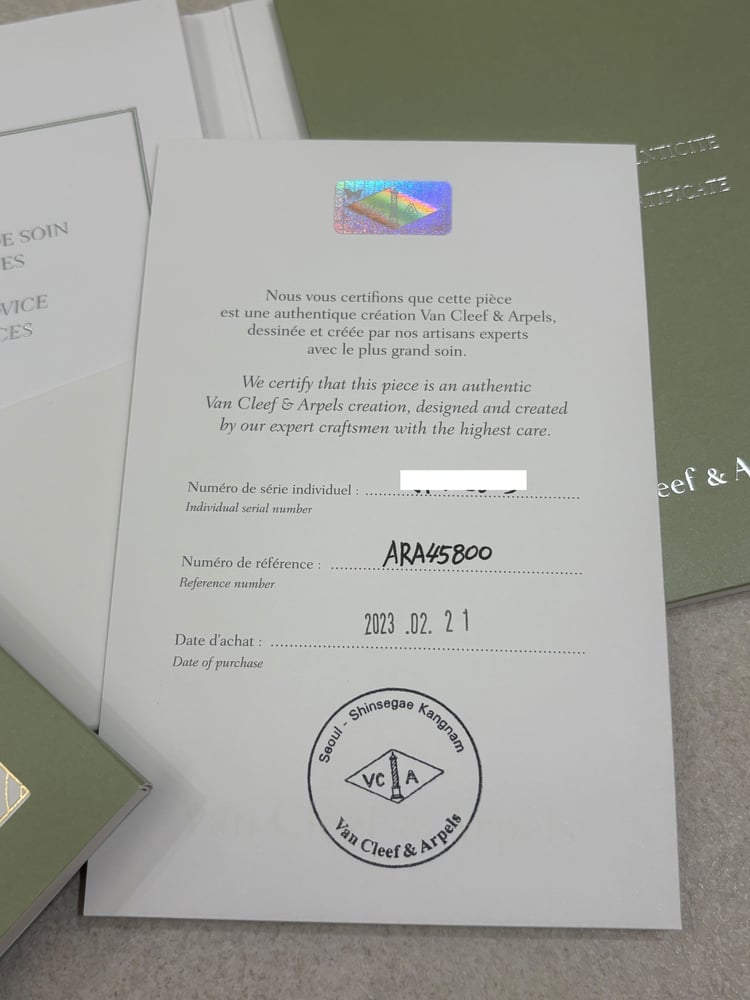 DE SOIN
ES
VICE
CES
NTICITÉ
TIFICATE
Nous vous certifions que cette pièce
est une authentique création Van Cleef & Arpels,
dessinée et créée par nos artisans experts
avec le plus grand soin.
We certify that this piece is an authentic
Van Cleef & Arpels creation, designed and created
by our expert craftsmen with the highest care.
Numéro de série individuel :
Individual serial number
eef & A
Numéro de référence : ARA45800
Reference number
Date d'achat : 2023 .02. 21
Date of purchase
Seoul - Shinsegae Kangnam
VC A
Van Cleef & Arpels